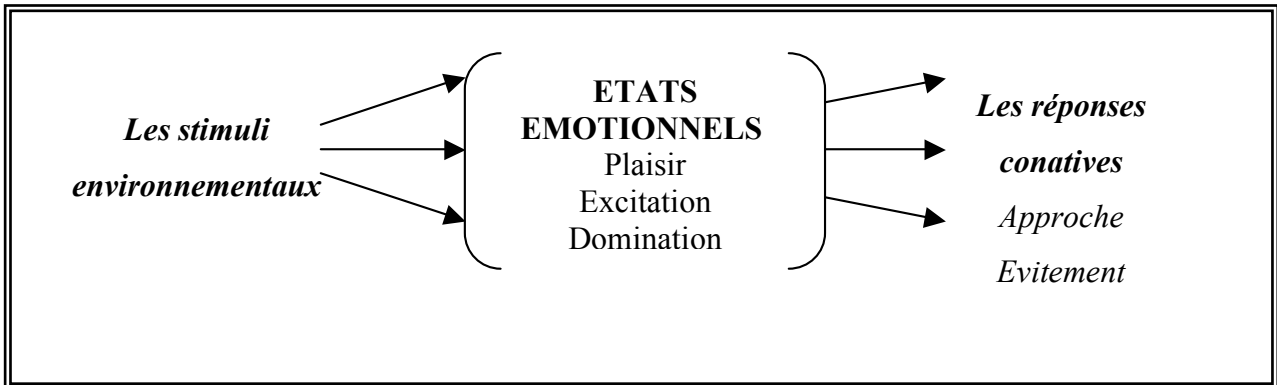 Les stimuli
environnementaux
ETATS
EMOTIONNELS
Plaisir
Excitation
Domination
Les réponses
conatives
Approche
Evitement